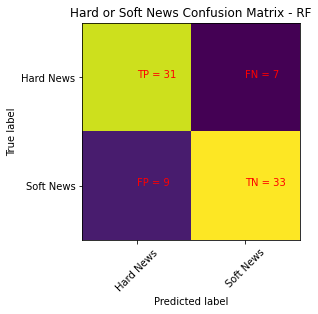 Hard or Soft News Confusion Matrix - RF
Hard News
TP = 31
FN = 7
True label
Soft News
FP = 9
TN = 33
Hard News
Soft News
Predicted label